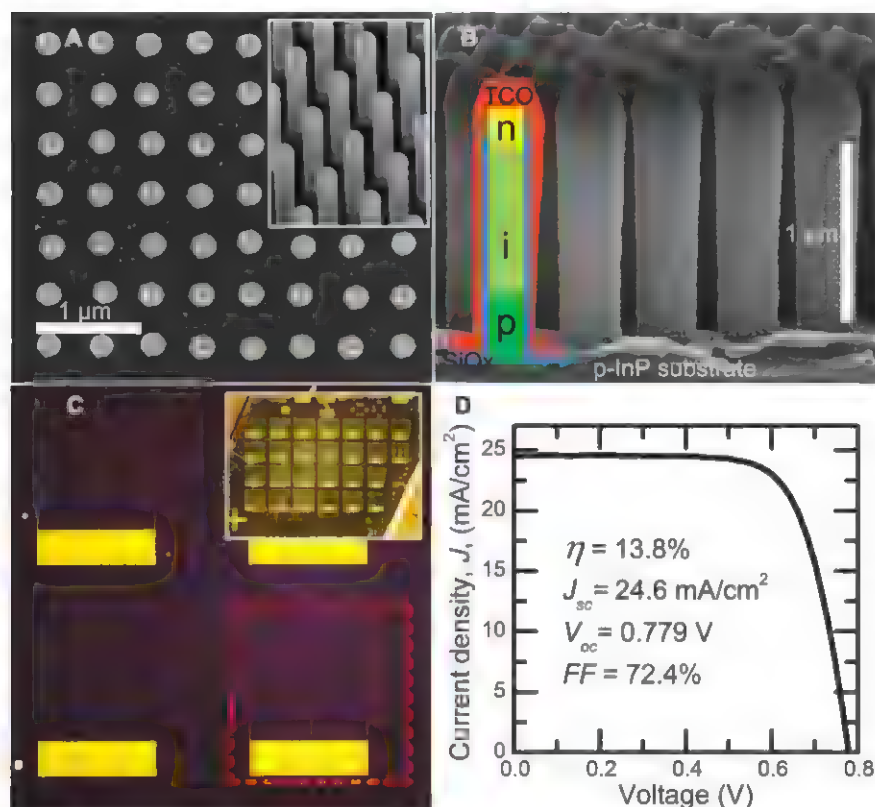 A
1 µm
B
TCO
n
i
p
SiOx
p-InP substrate
C
D
Current density, J, (mA/cm²)
25
20
15
10
5
0
η = 13.8%
Jsc = 24.6 mA/cm²
Voc = 0.779 V
FF = 72.4%
0.0 0.2 0.4 0.6 0.8
Voltage (V)